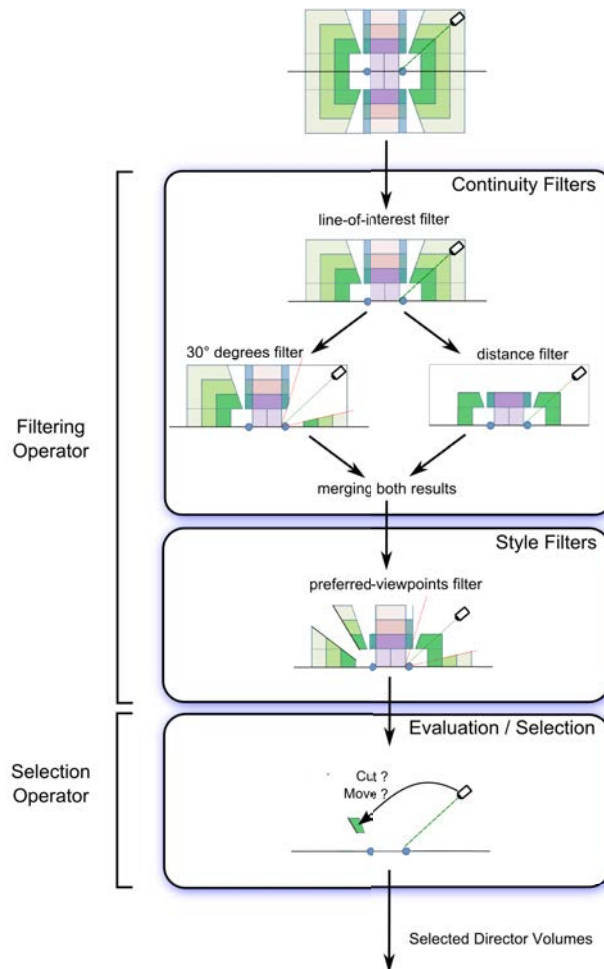 Continuity Filters
line-of-interest filter
30° degrees filter
distance filter
merging both results
Filtering
Operator
Style Filters
preferred-viewpoints filter
Evaluation / Selection
Selection
Operator
Cut ?
Move ?
Selected Director Volumes